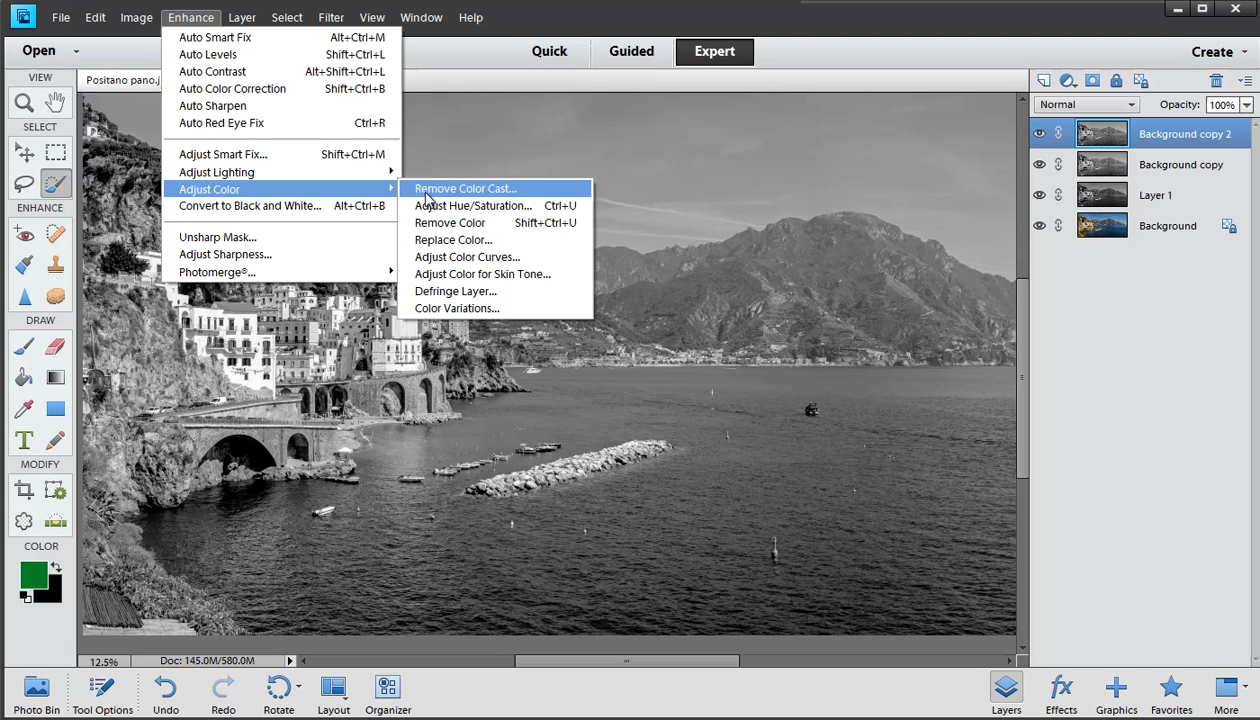 File Edit Image Enhance Layer Select Filter View Window Help
Open Quick Guided Expert Create
Positano pano.j
Auto Smart Fix Alt+Ctrl+M
Auto Levels Shift+Ctrl+L
Auto Contrast Alt+Shift+Ctrl+L
Auto Color Correction Shift+Ctrl+B
Auto Sharpen
Auto Red Eye Fix Ctrl+R
Adjust Smart Fix... Shift+Ctrl+M
Adjust Lighting
Adjust Color
Convert to Black and White... Alt+Ctrl+B
Unsharp Mask...
Adjust Sharpness...
Photomerge®...
Remove Color Cast...
Adjust Hue/Saturation... Ctrl+U
Remove Color Shift+Ctrl+U
Replace Color...
Adjust Color Curves...
Adjust Color for Skin Tone...
Defringe Layer...
Color Variations...
VIEW
SELECT
ENHANCE
DRAW
T
MODIFY
COLOR
Normal Opacity: 100%
Background copy 2
Background copy
Layer 1
Background
12.5% Doc: 145.0M/580.0M
Photo Bin Tool Options Undo Redo Rotate Layout Organizer
fx
Layers Effects Graphics Favorites More